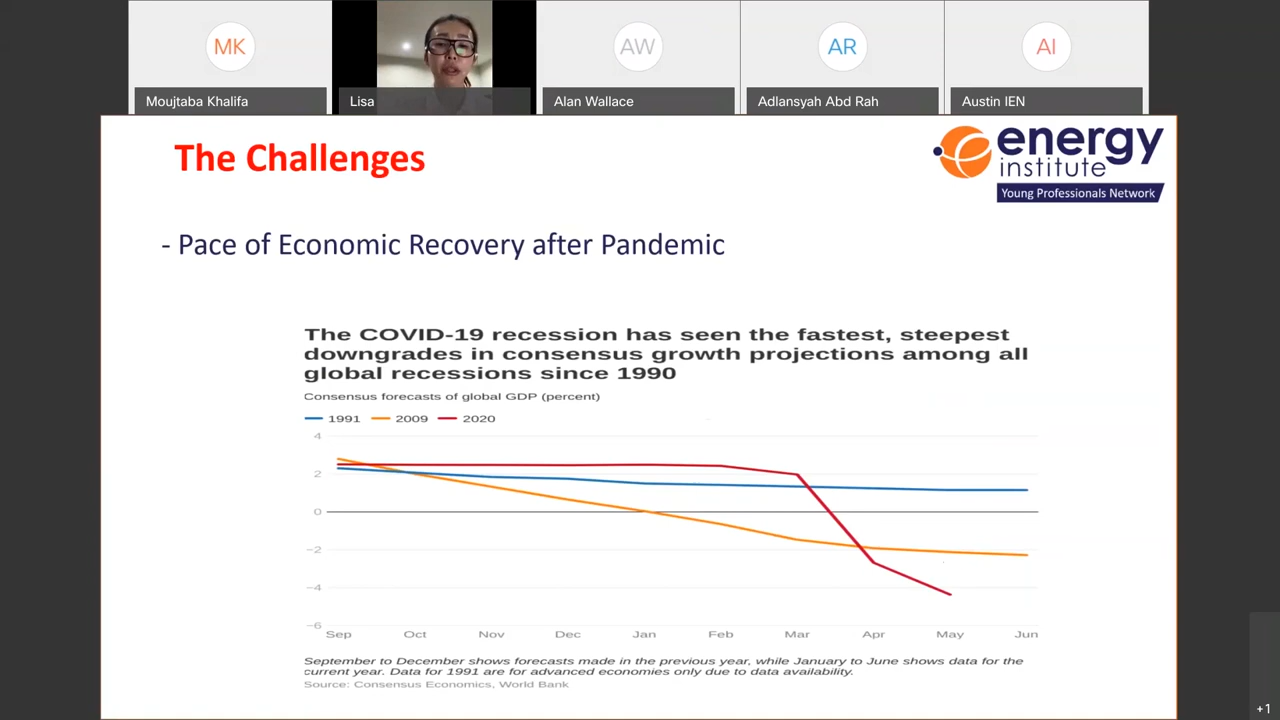 MK
AW
AR
AI
Moujtaba Khalifa
Lisa
Alan Wallace
Adlansyah Abd Rah
Austin IEN
The Challenges
energy
institute
Young Professionals Network
- Pace of Economic Recovery after Pandemic
The COVID-19 recession has seen the fastest, steepest
downgrades in consensus growth projections among all
global recessions since 1990
Consensus forecasts of global GDP (percent)
1991 2009 2020
4
2
0
−2
−4
−6
Sep Oct Nov Dec Jan Feb Mar Apr May Jun
September to December shows forecasts made in the previous year, while January to June shows data for the
current year. Data for 1991 are for advanced economies only due to data availability.
Source: Consensus Economics, World Bank
+1